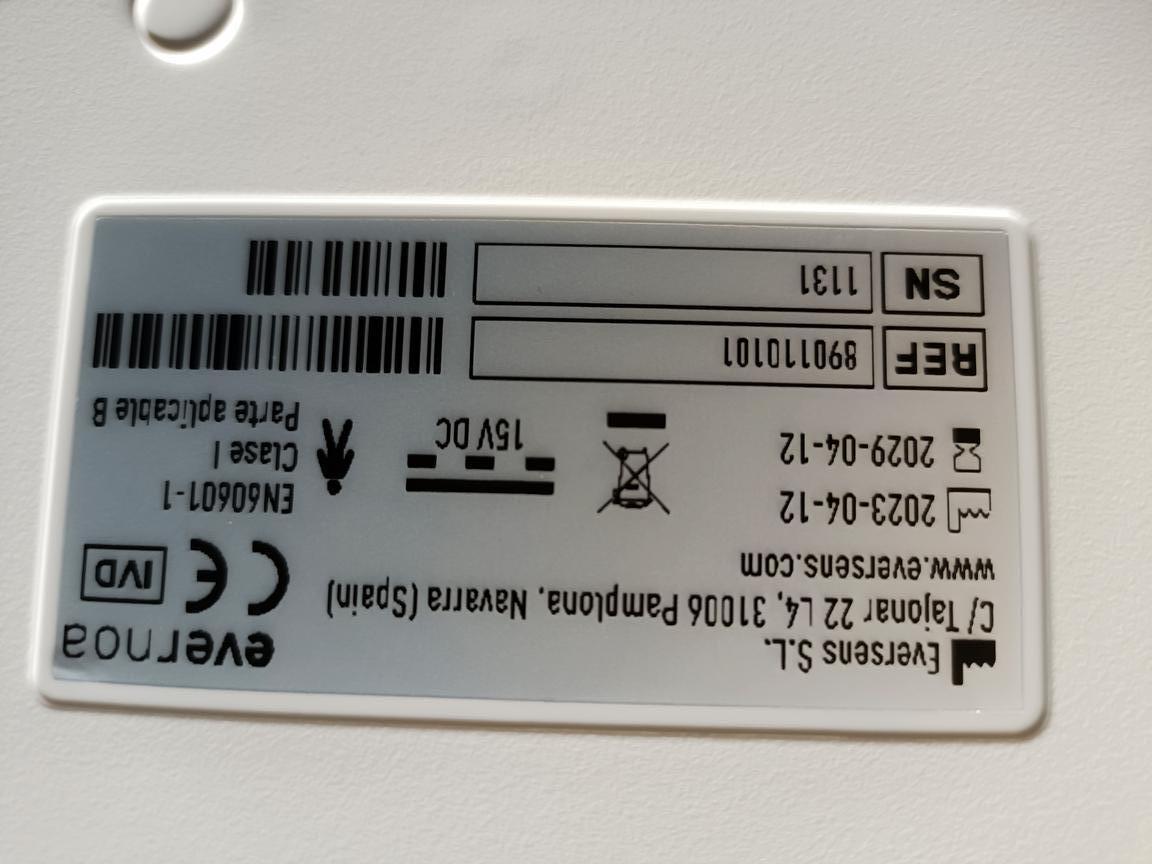 Eversens S.L.
C/ Tajonar 22 L4, 31006 Pamplona, Navarra (Spain)
www.eversens.com
evernoa
CE
IVD
2023-04-12
2029-04-12
15V DC
EN60601-1
Clase I
Parte aplicable B
REF
890110101
SN
1131